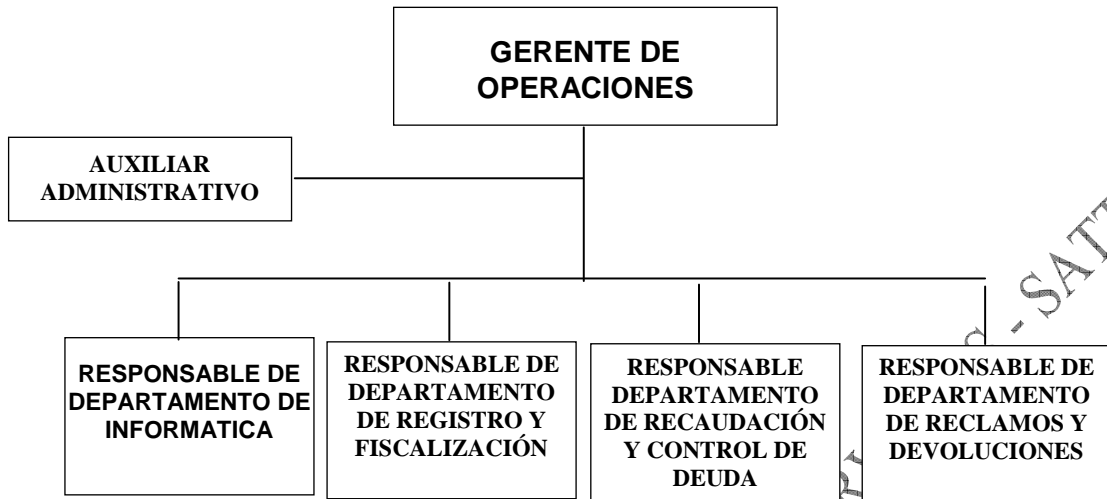 GERENTE DE
OPERACIONES
AUXILIAR
ADMINISTRATIVO
RESPONSABLE DE
DEPARTAMENTO DE
INFORMATICA
RESPONSABLE DE
DEPARTAMENTO
DE REGISTRO Y
FISCALIZACIÓN
RESPONSABLE
DEPARTAMENTO
DE RECAUDACIÓN
Y CONTROL DE
DEUDA
RESPONSABLE DE
DEPARTAMENTO
DE RECLAMOS Y
DEVOLUCIONES
- SATT